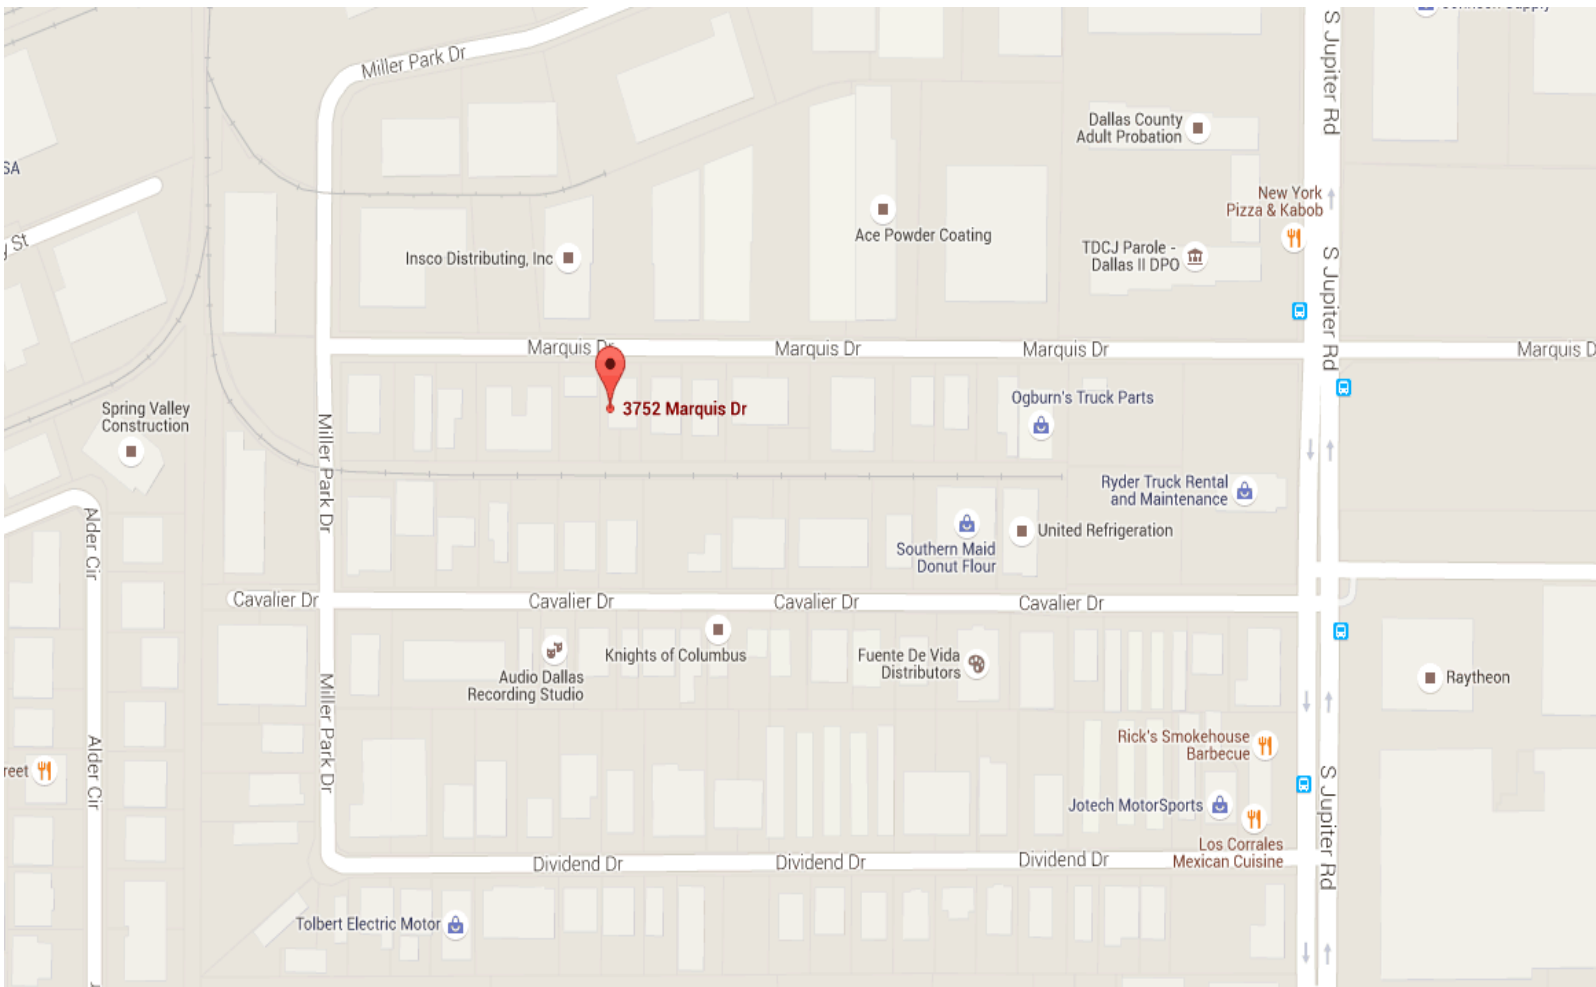 S Jupiter Rd
Miller Park Dr
Dallas County
Adult Probation
SA
New York
Pizza & Kabob
St
Ace Powder Coating
TDCJ Parole -
Dallas II DPO
Insco Distributing, Inc
S Jupiter Rd
Marquis Dr
Marquis Dr
Marquis Dr
Marquis D
3752 Marquis Dr
Ogburn's Truck Parts
Spring Valley
Construction
Miller Park Dr
Ryder Truck Rental
and Maintenance
Alder Cir
United Refrigeration
Southern Maid
Donut Flour
Cavalier Dr
Cavalier Dr
Cavalier Dr
Cavalier Dr
Knights of Columbus
Fuente De Vida
Distributors
Audio Dallas
Recording Studio
Raytheon
Miller Park Dr
Alder Cir
Rick's Smokehouse
Barbecue
reet
S Jupiter Rd
Jotech MotorSports
Los Corrales
Mexican Cuisine
Dividend Dr
Dividend Dr
Dividend Dr
Tolbert Electric Motor